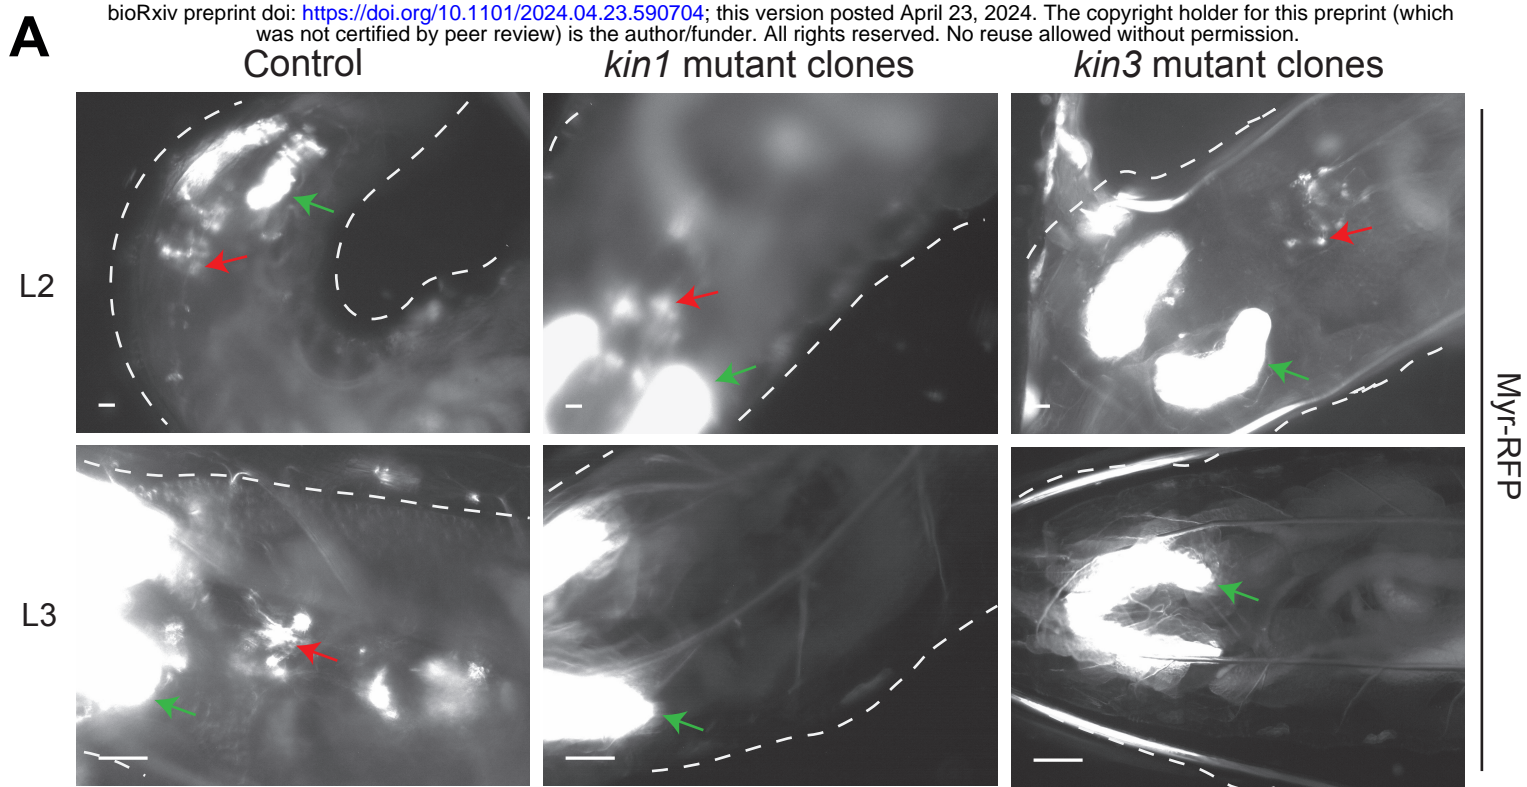 bioRxiv preprint doi: https://doi.org/10.1101/2024.04.23.590704; this version posted April 23, 2024. The copyright holder for this preprint (which
was not certified by peer review) is the author/funder. All rights reserved. No reuse allowed without permission.
A
Control
kin1 mutant clones
kin3 mutant clones
L2
L3
Myr-RFP